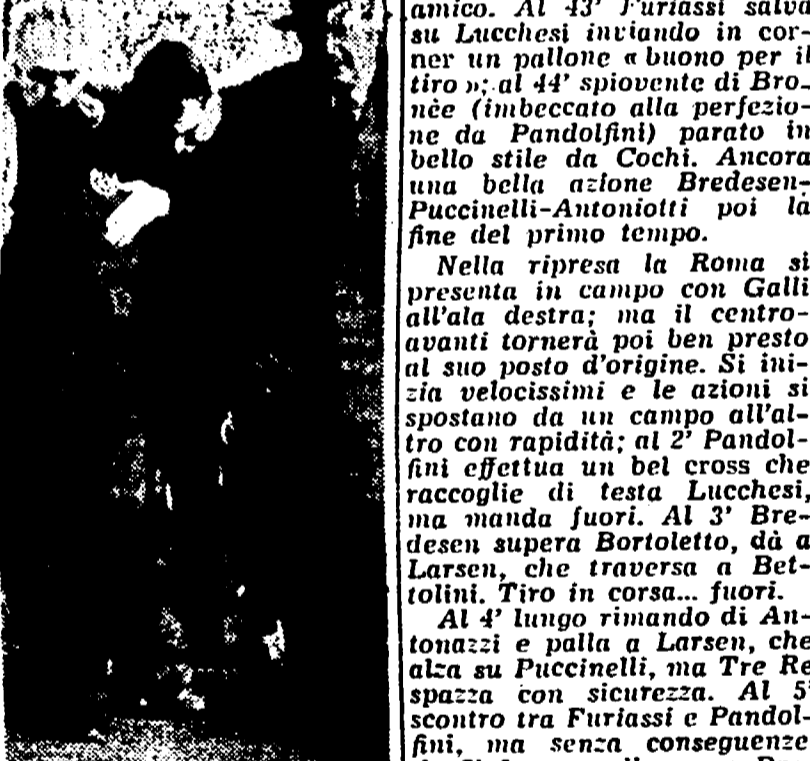 amico. Al 43' Furiassi salva
su Lucchesi inviando in cor-
ner un pallone « buono per il
tiro »; al 44' spiovente di Bro-
nèe (imbeccato alla perfezio-
ne da Pandolfini) parato in
bello stile da Cochi. Ancora
una bella azione Bredesen-
Puccinelli-Antoniotti poi la
fine del primo tempo.
Nella ripresa la Roma si
presenta in campo con Galli
all'ala destra; ma il centro-
avanti tornerà poi ben presto
al suo posto d'origine. Si ini-
zia velocissimi e le azioni si
spostano da un campo all'al-
tro con rapidità; al 2' Pandol-
fini effettua un bel cross che
raccoglie di testa Lucchesi,
ma manda fuori. Al 3' Bre-
desen supera Bortoletto, dà a
Larsen, che traversa a Bet-
tolini. Tiro in corsa... fuori.
Al 4' lungo rimando di An-
tonazzi e palla a Larsen, che
alza su Puccinelli, ma Tre Re
spazza con sicurezza. Al 5'
scontro tra Furiassi e Pandol-
fini, ma senza conseguenze